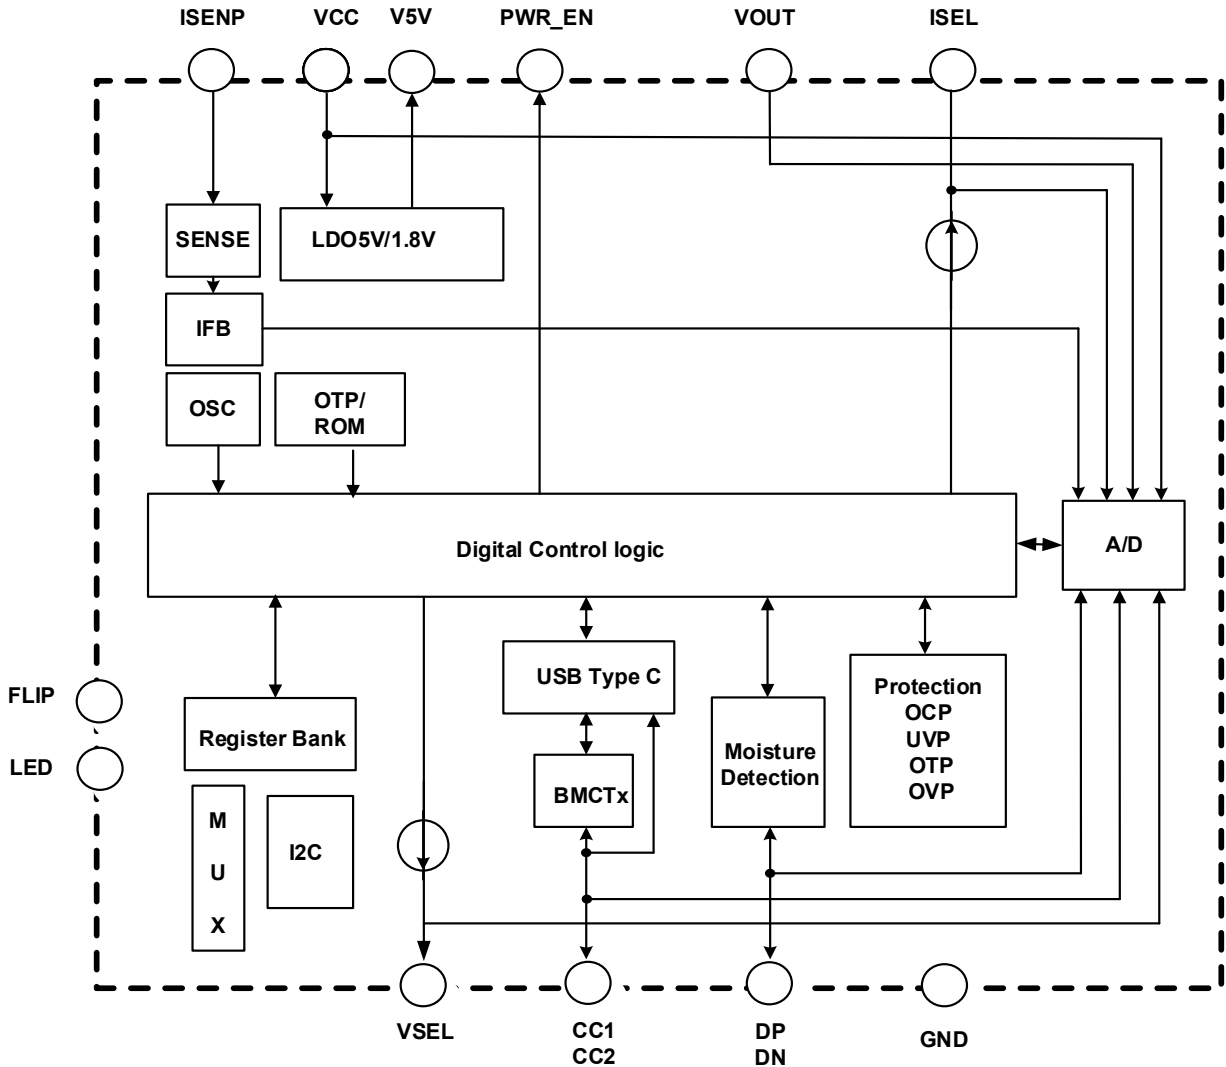 ISENP
VCC
V5V
PWR_EN
VOUT
ISEL
SENSE
LDO5V/1.8V
IFB
OSC
OTP/
ROM
Digital Control logic
A/D
USB Type C
Protection
OCP
UVP
OTP
OVP
FLIP
Register Bank
Moisture
Detection
LED
BMCTx
M
U
X
I2C
VSEL
CC1
CC2
DP
DN
GND